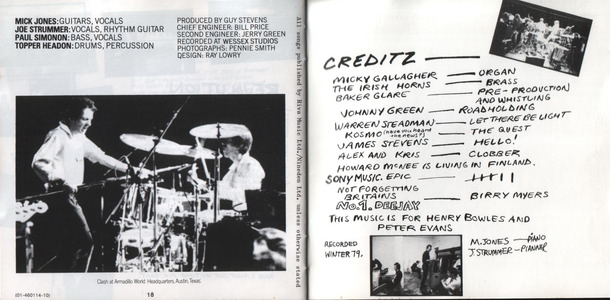 MICK JONES: GUITARS, VOCALS
JOE STRUMMER: VOCALS, RHYTHM GUITAR
PAUL SIMONON: BASS, VOCALS
TOPPER HEADON: DRUMS, PERCUSSION
PRODUCED BY GUY STEVENS
CHIEF ENGINEER: BILL PRICE
SECOND ENGINEER: JERRY GREEN
RECORDED AT WESSEX STUDIOS
PHOTOGRAPHS: PENNIE SMITH
DESIGN: RAY LOWRY
Clash at Armadillo World Headquarters, Austin, Texas.
18
(01-460114-10)
All songs published by Riva Music Ltd./Nineden Ltd. unless otherwise stated
CREDITZ —
MICKY GALLAGHER — ORGAN
THE IRISH HORNS — BRASS
BAKER GLARE — PRE-PRODUCTION
AND WHISTLING
JOHNNY GREEN — ROADHOLDING
WARREN STEADMAN — LET THERE BE LIGHT
KOSMO (have you heard the news?) — THE QUEST
JAMES STEVENS — HELLO!
ALEX AND KRIS — CLOBBER
HOWARD MCNEE IS LIVING IN FINLAND.
SONY MUSIC. EPIC —
NOT FORGETTING
BRITAINS — BIRRY MYERS
No.1. DEEJAY
THIS MUSIC IS FOR HENRY BOWLES AND
PETER EVANS
RECORDED
WINTER 79,
M. JONES — PIANO
J. STRUMMER — PIANNER